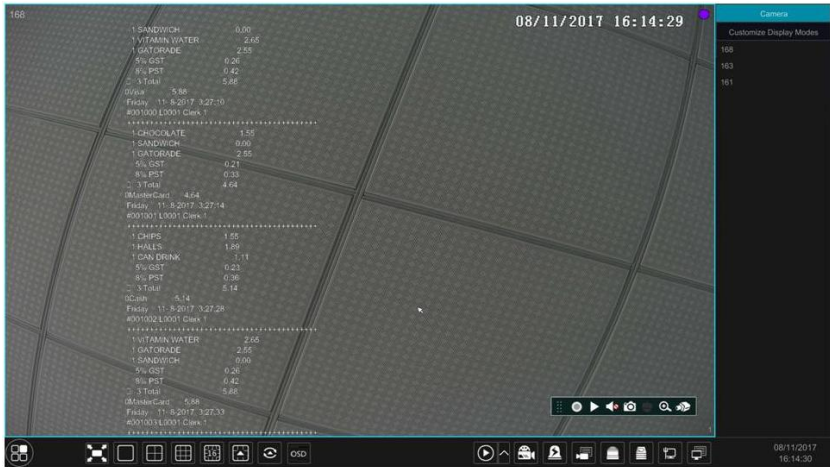 168
08/11/2017 16:14:29
1 SANDWICH 0.00
1 VITAMIN WATER 2.65
1 GATORADE 2.55
5% GST 0.26
8% PST 0.42
3 Total 5.88
0Visa 5.88
Friday 11- 8-2017 3:27:10
#001000 L0001 Clerk 1
1 CHOCOLATE 1.55
1 SANDWICH 0.00
1 GATORADE 2.55
5% GST 0.21
8% PST 0.33
3 Total 4.64
0MasterCard 4.64
Friday 11- 8-2017 3:27:14
#001001 L0001 Clerk 1
1 CHIPS 1.55
1 HALLS 1.89
1 CAN DRINK 1.11
5% GST 0.23
8% PST 0.36
3 Total 5.14
0Cash 5.14
Friday 11- 8-2017 3:27:28
#001002 L0001 Clerk 1
1 VITAMIN WATER 2.65
1 GATORADE 2.55
1 SANDWICH 0.00
5% GST 0.26
8% PST 0.42
3 Total 5.88
0MasterCard 5.88
Friday 11- 8-2017 3:27:33
#001003 L0001 Clerk 1
Camera
Customize Display Modes
168
163
161
1
16
OSD
08/11/2017
16:14:30